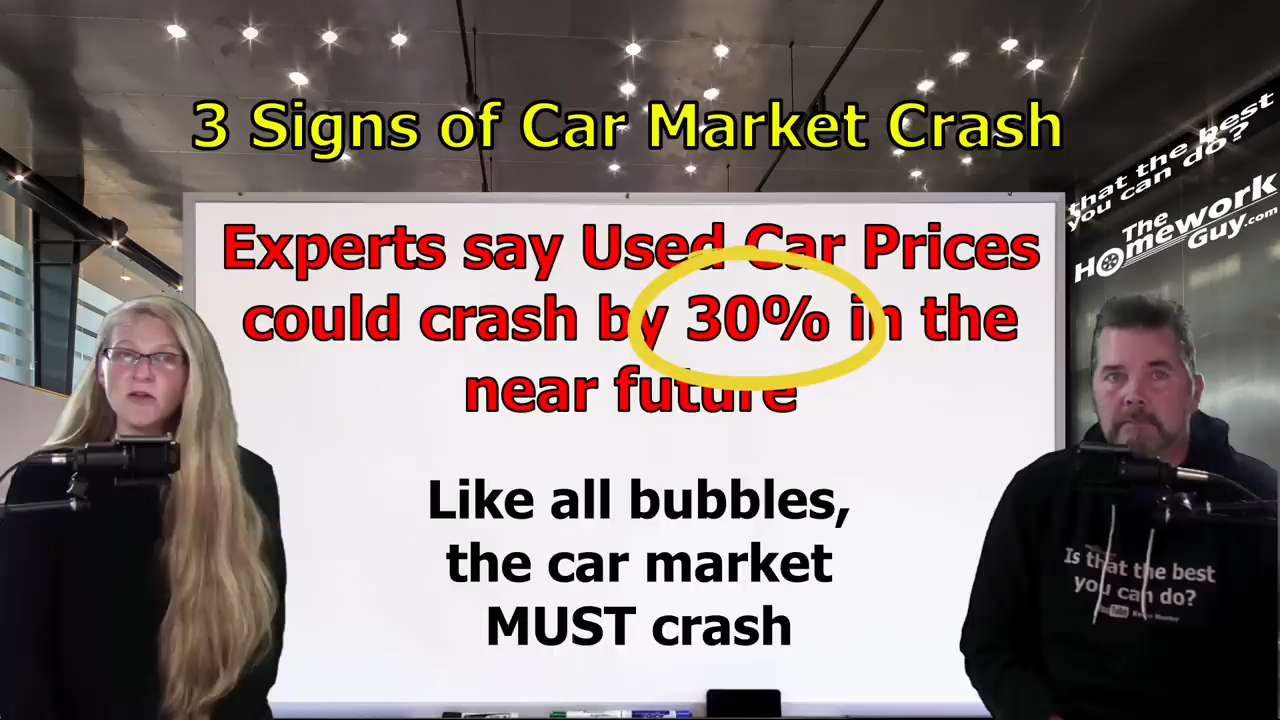 3 Signs of Car Market Crash
that the best
you can do?
The
Homework
Guy.com
Experts say Used Car Prices
could crash by 30% in the
near future
Like all bubbles,
the car market
MUST crash
Is that the best
you can do?